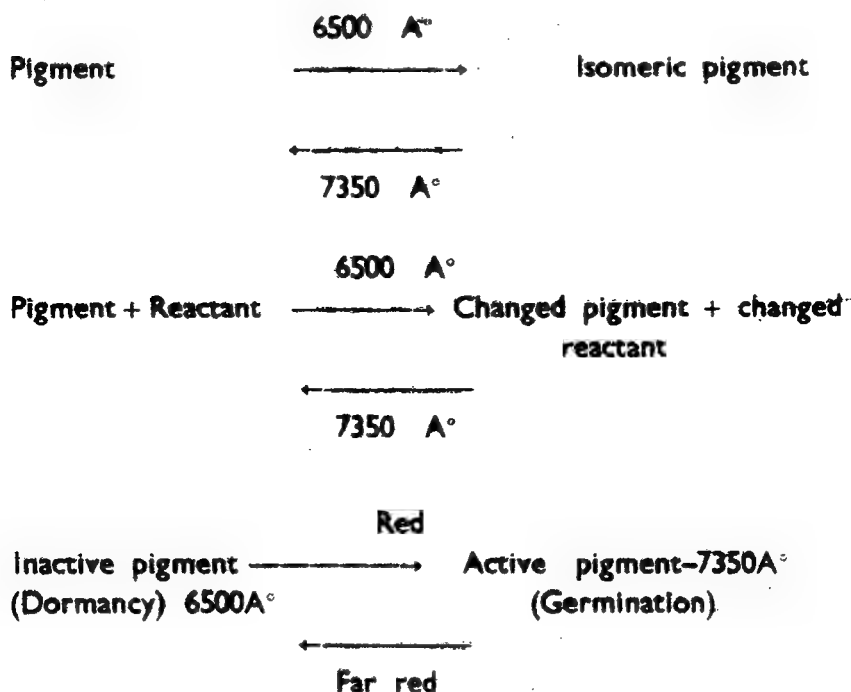 6500 A°
Pigment Isomeric pigment
7350 A°
6500 A°
Pigment + Reactant Changed pigment + changed
reactant
7350 A°
Red
Inactive pigment Active pigment-7350A°
(Dormancy) 6500A° (Germination)
Far red